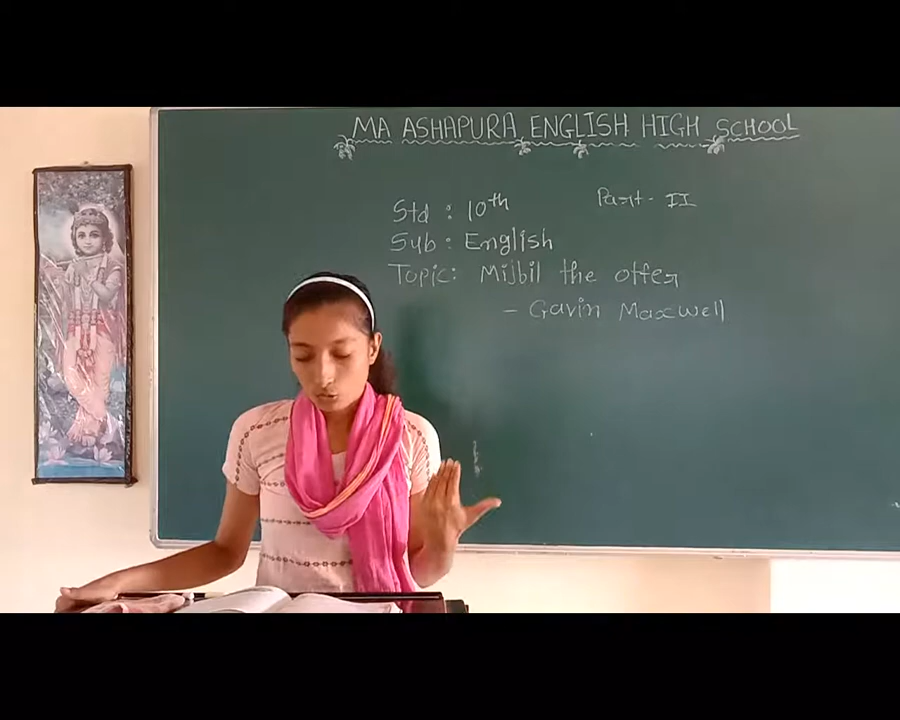 MA ASHAPURA ENGLISH HIGH SCHOOL
Std : 10th Part - II
Sub : English
Topic : Mijbil the otter
- Gavin Maxwell